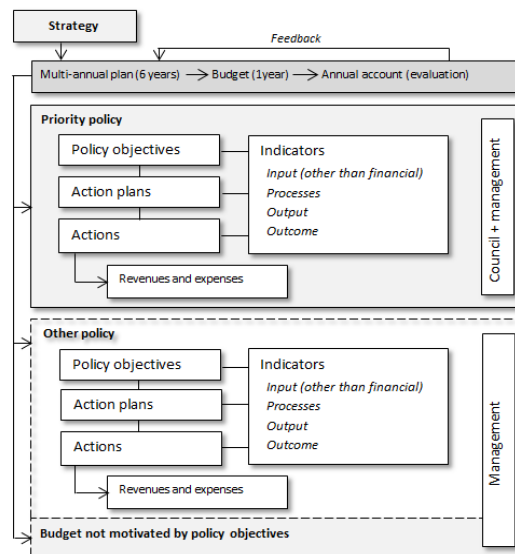 Strategy
Feedback
Multi-annual plan (6 years) Budget (1year) Annual account (evaluation)
Priority policy
Policy objectives
Action plans
Actions
Revenues and expenses
Indicators
Input (other than financial)
Processes
Output
Outcome
Council + management
Other policy
Policy objectives
Action plans
Actions
Revenues and expenses
Indicators
Input (other than financial)
Processes
Output
Outcome
Management
Budget not motivated by policy objectives